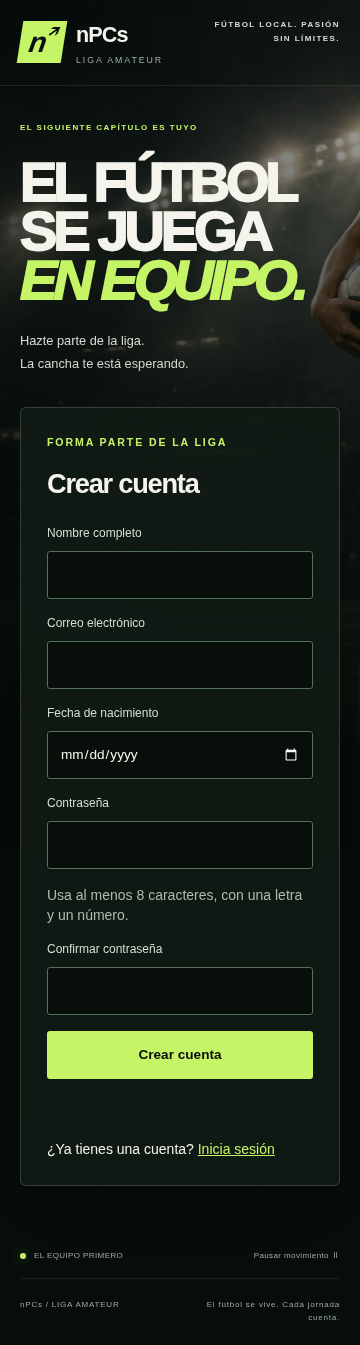 n
nPCs
LIGA AMATEUR
FÚTBOL LOCAL. PASIÓN
SIN LÍMITES.
EL SIGUIENTE CAPÍTULO ES TUYO
EL FÚTBOL
SE JUEGA
EN EQUIPO.
Hazte parte de la liga.
La cancha te está esperando.
FORMA PARTE DE LA LIGA
Crear cuenta
Nombre completo
Correo electrónico
Fecha de nacimiento
mm/dd/yyyy
Contraseña
Usa al menos 8 caracteres, con una letra
y un número.
Confirmar contraseña
Crear cuenta
¿Ya tienes una cuenta? Inicia sesión
EL EQUIPO PRIMERO
Pausar movimiento
nPCs / LIGA AMATEUR
El fútbol se vive. Cada jornada
cuenta.